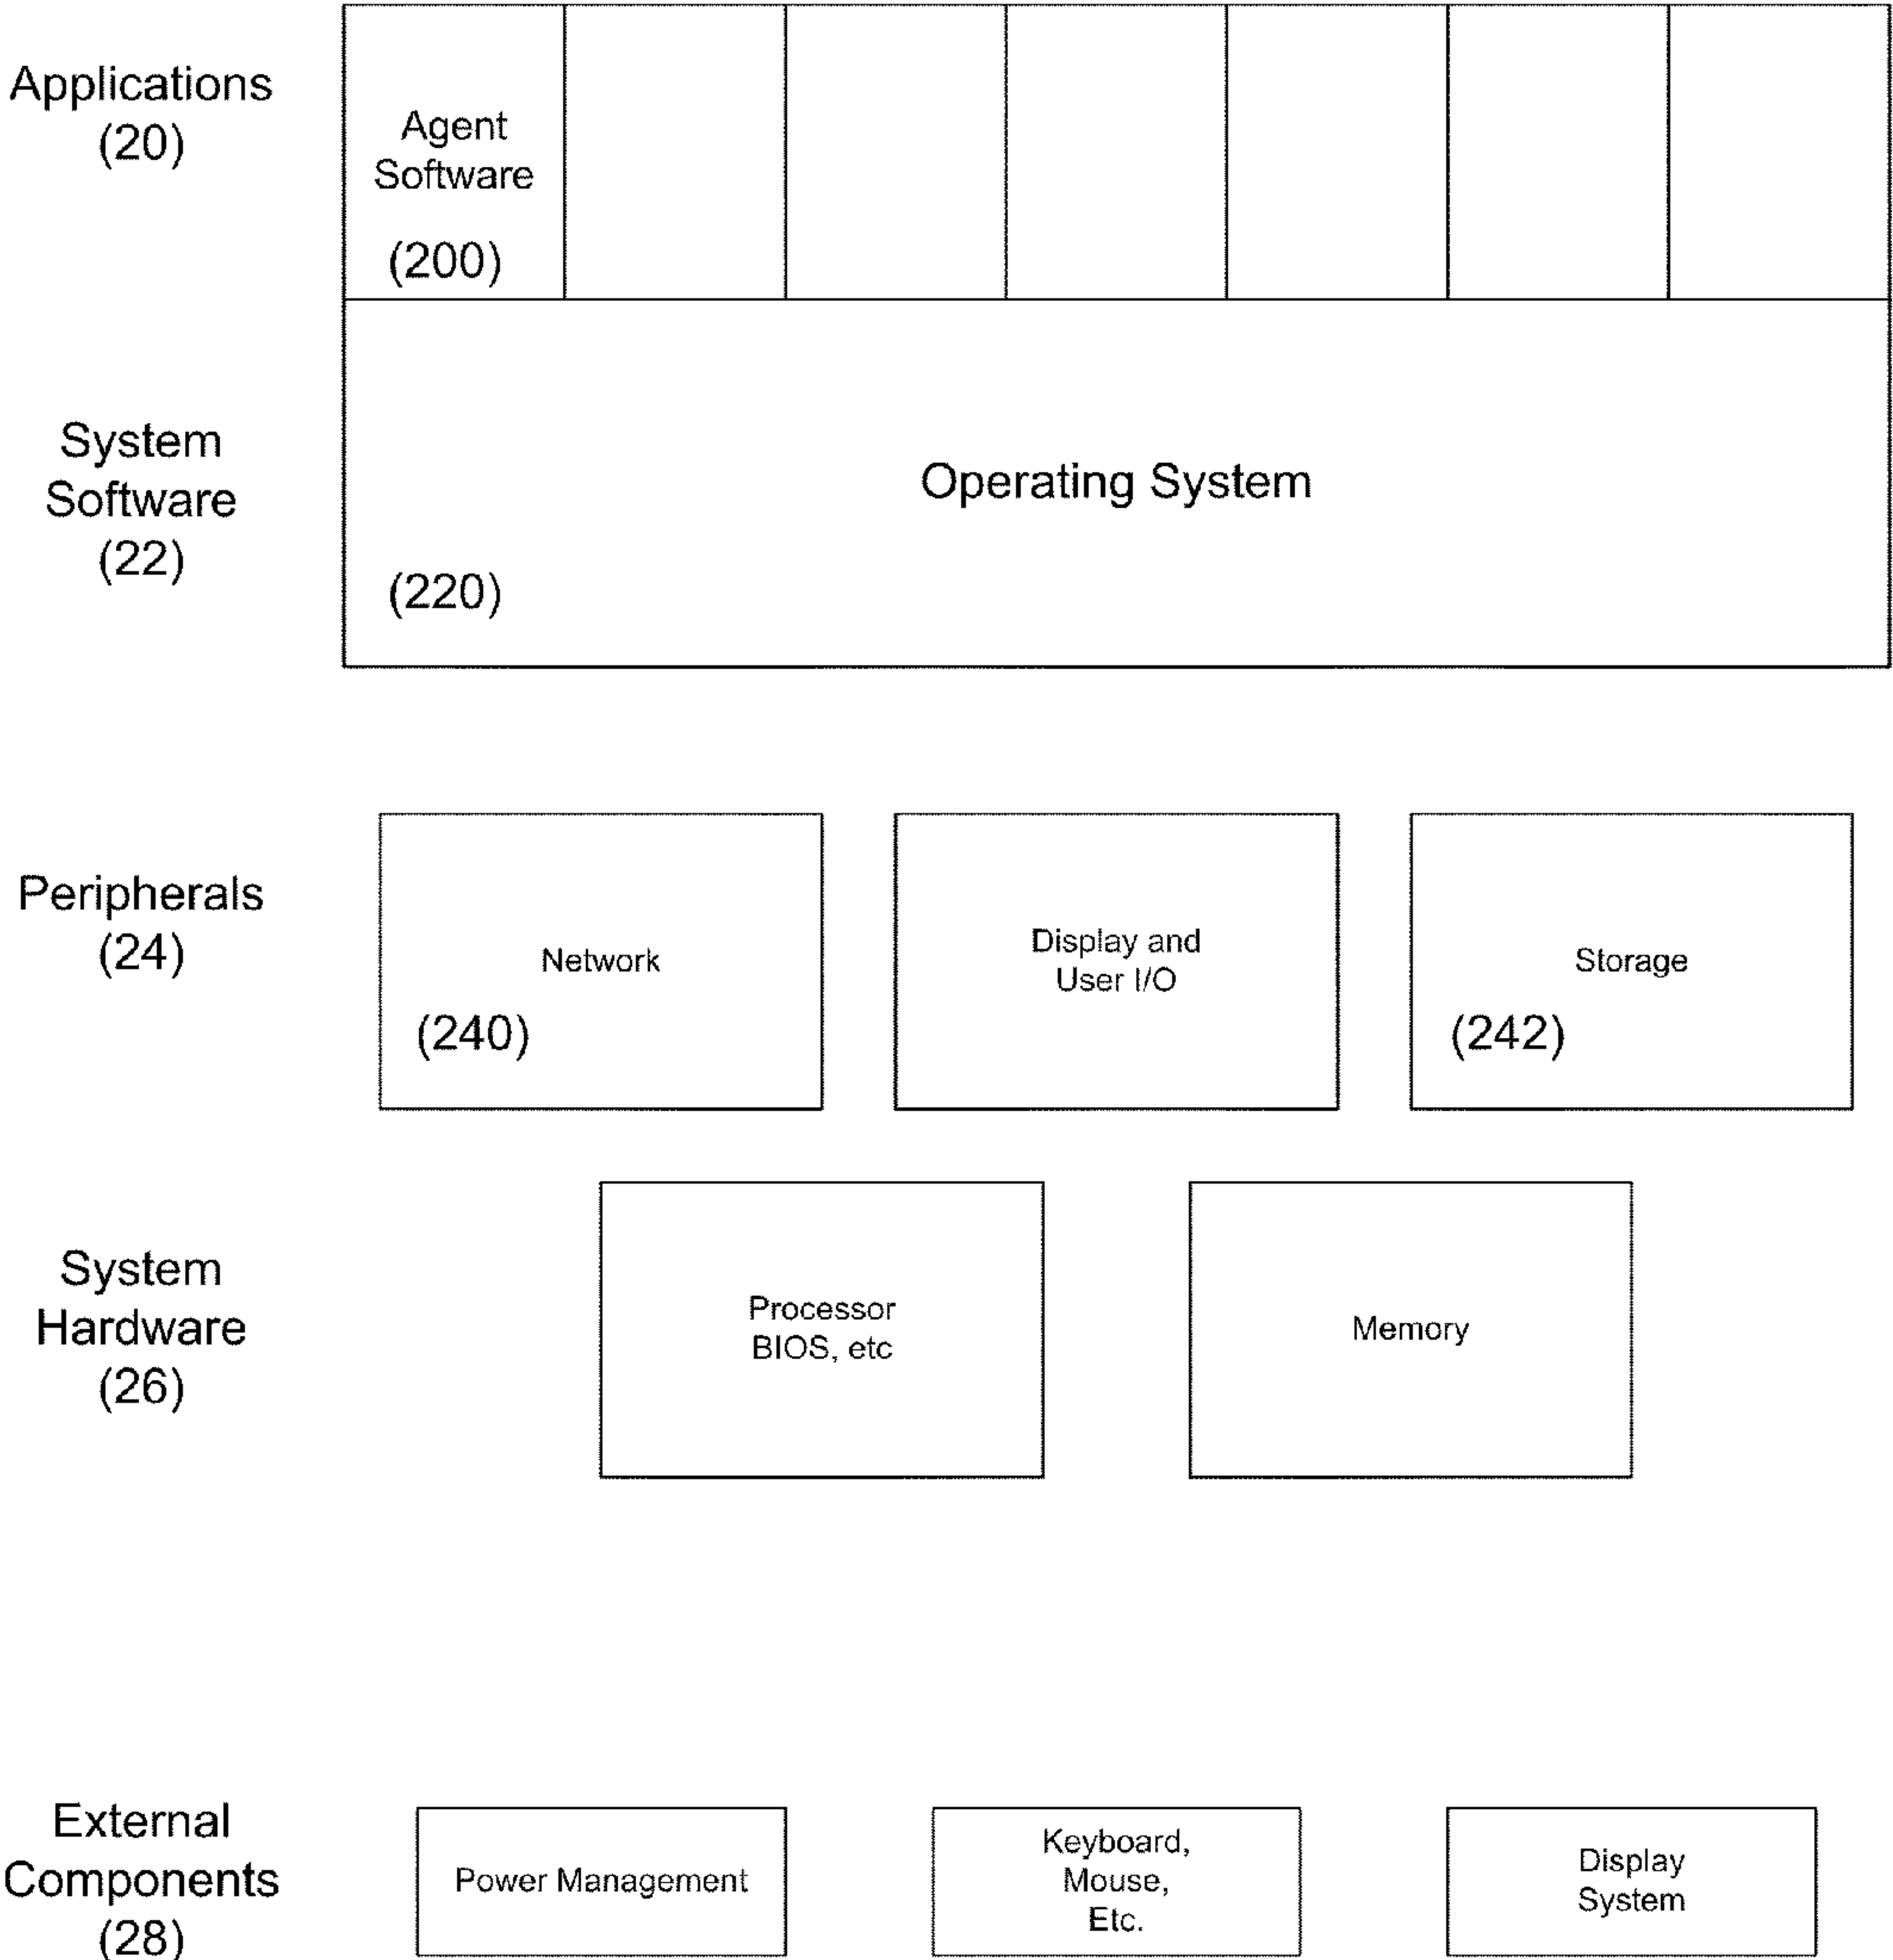 Applications
(20)
Agent
Software
(200)
System
Software
(22)
Operating System
(220)
Peripherals
(24)
Network
(240)
Display and
User I/O
Storage
(242)
System
Hardware
(26)
Processor
BIOS, etc
Memory
External
Components
(28)
Power Management
Keyboard,
Mouse,
Etc.
Display
System